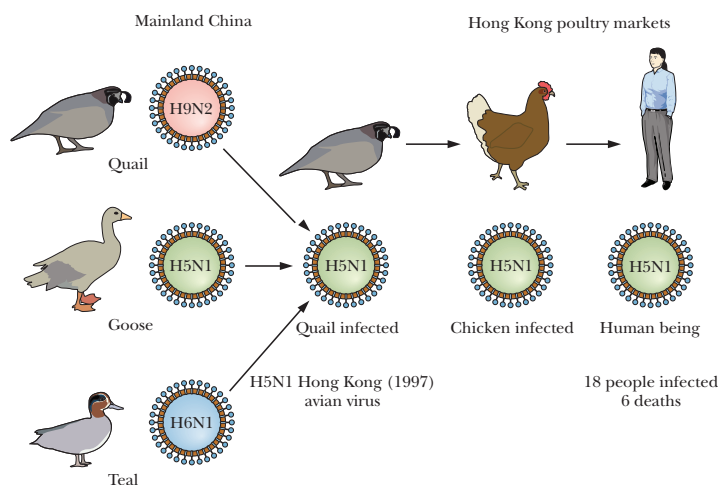 Mainland China
Hong Kong poultry markets
H9N2
Quail
H5N1
H5N1
H5N1
H5N1
Goose
Quail infected
Chicken infected
Human being
H5N1 Hong Kong (1997)
avian virus
18 people infected
6 deaths
H6N1
Teal